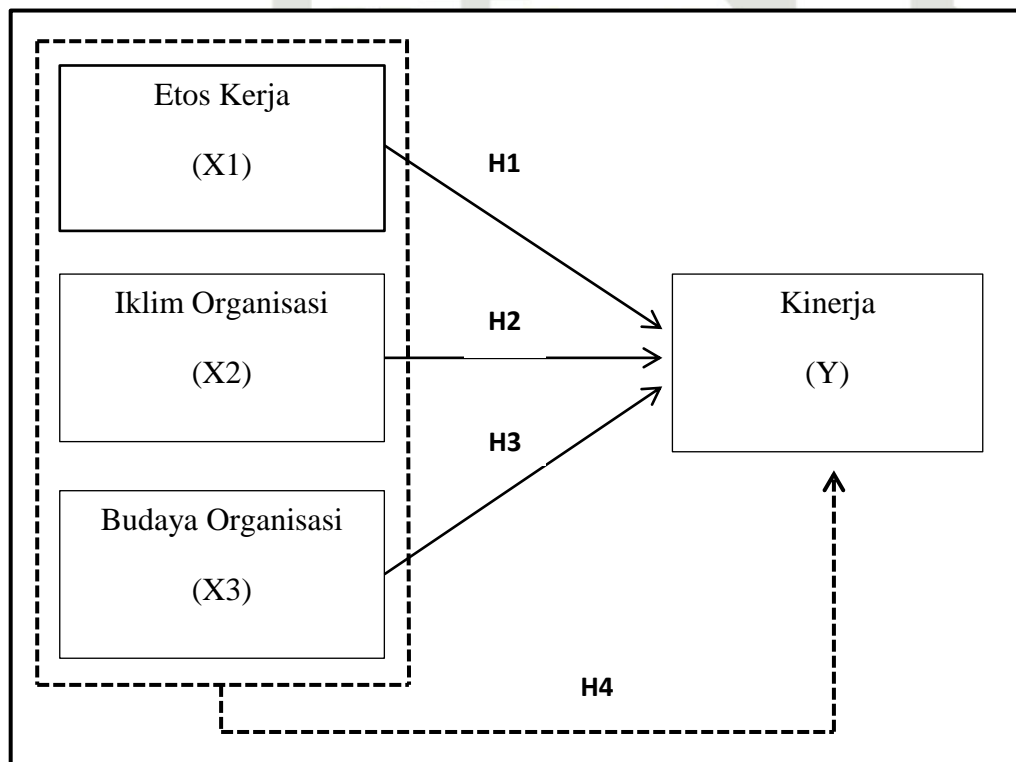 Etos Kerja
(X1)
H1
Iklim Organisasi
(X2)
H2
Kinerja
(Y)
H3
Budaya Organisasi
(X3)
H4